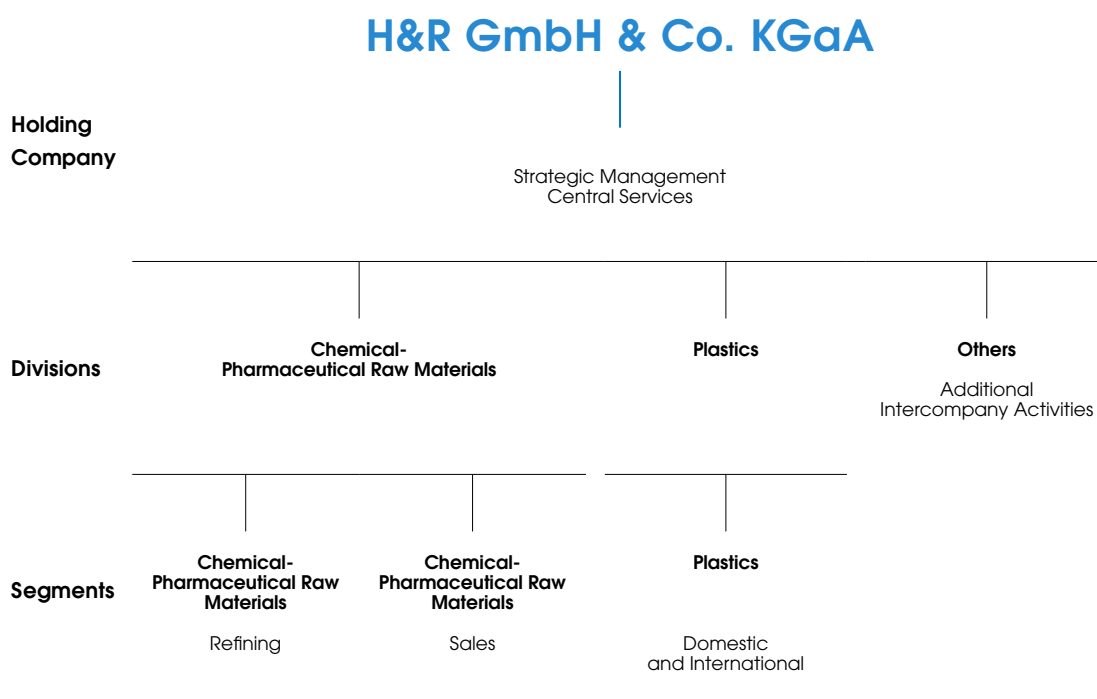 H&R GmbH & Co. KGaA
Holding
Company
Strategic Management
Central Services
Divisions
Chemical-
Pharmaceutical Raw Materials
Plastics
Others
Additional
Intercompany Activities
Segments
Chemical-
Pharmaceutical Raw
Materials
Refining
Chemical-
Pharmaceutical Raw
Materials
Sales
Plastics
Domestic
and International